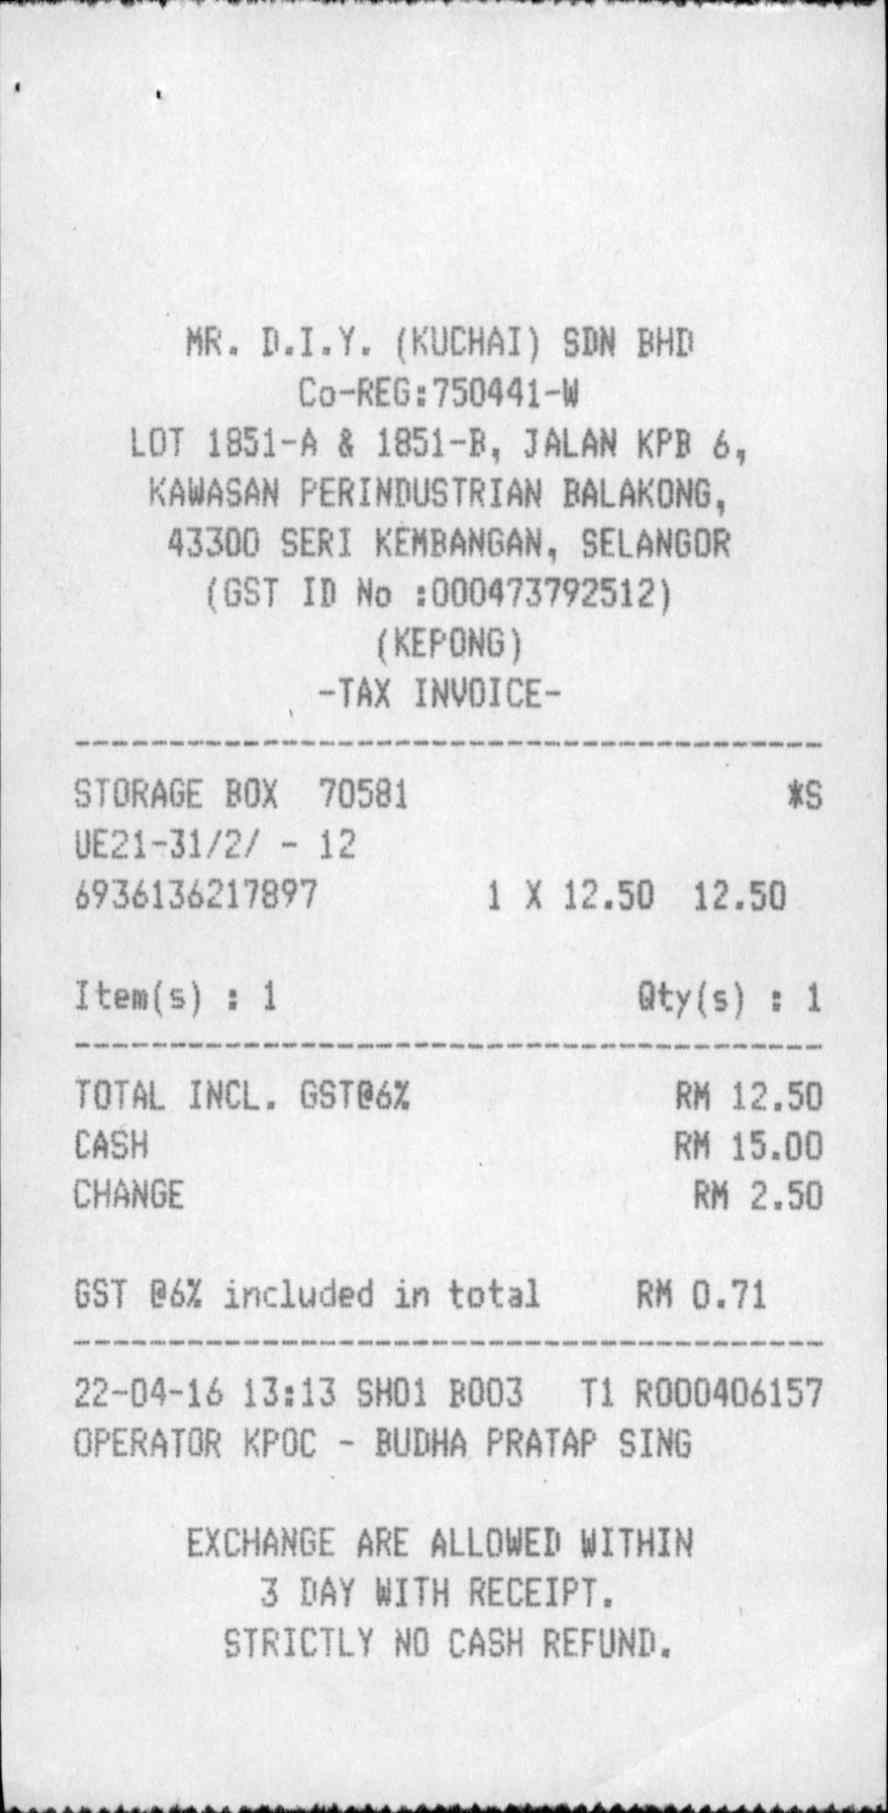 MR. D.I.Y. (KUCHAI) SDN BHD
Co-REG:750441-W
LOT 1851-A & 1851-B, JALAN KPB 6,
KAWASAN PERINDUSTRIAN BALAKONG,
43300 SERI KEMBANGAN, SELANGOR
(GST ID No :000473792512)
(KEPONG)
-TAX INVOICE-
STORAGE BOX 70581 *S
UE21-31/2/ - 12
6936136217897 1 X 12.50 12.50
Item(s) : 1 Qty(s) : 1
TOTAL INCL. GST@6% RM 12.50
CASH RM 15.00
CHANGE RM 2.50
GST @6% included in total RM 0.71
22-04-16 13:13 SH01 B003 T1 R000406157
OPERATOR KPOC - BUDHA PRATAP SING
EXCHANGE ARE ALLOWED WITHIN
3 DAY WITH RECEIPT.
STRICTLY NO CASH REFUND.